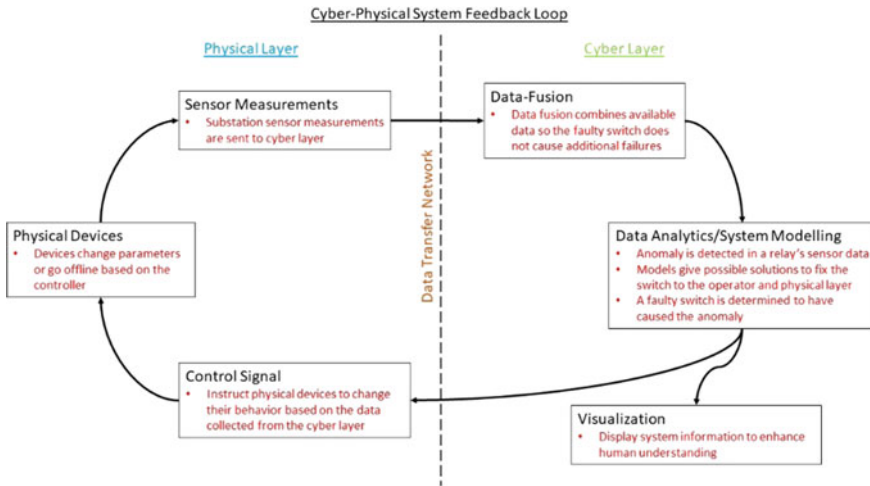 Cyber-Physical System Feedback Loop
Physical Layer
Cyber Layer
Sensor Measurements
• Substation sensor measurements
are sent to cyber layer
Data-Fusion
• Data fusion combines available
data so the faulty switch does
not cause additional failures
Data Transfer Network
Physical Devices
• Devices change parameters
or go offline based on the
controller
Data Analytics/System Modelling
• Anomaly is detected in a relay's sensor data
• Models give possible solutions to fix the
switch to the operator and physical layer
• A faulty switch is determined to have
caused the anomaly
Control Signal
• Instruct physical devices to change
their behavior based on the data
collected from the cyber layer
Visualization
• Display system information to enhance
human understanding